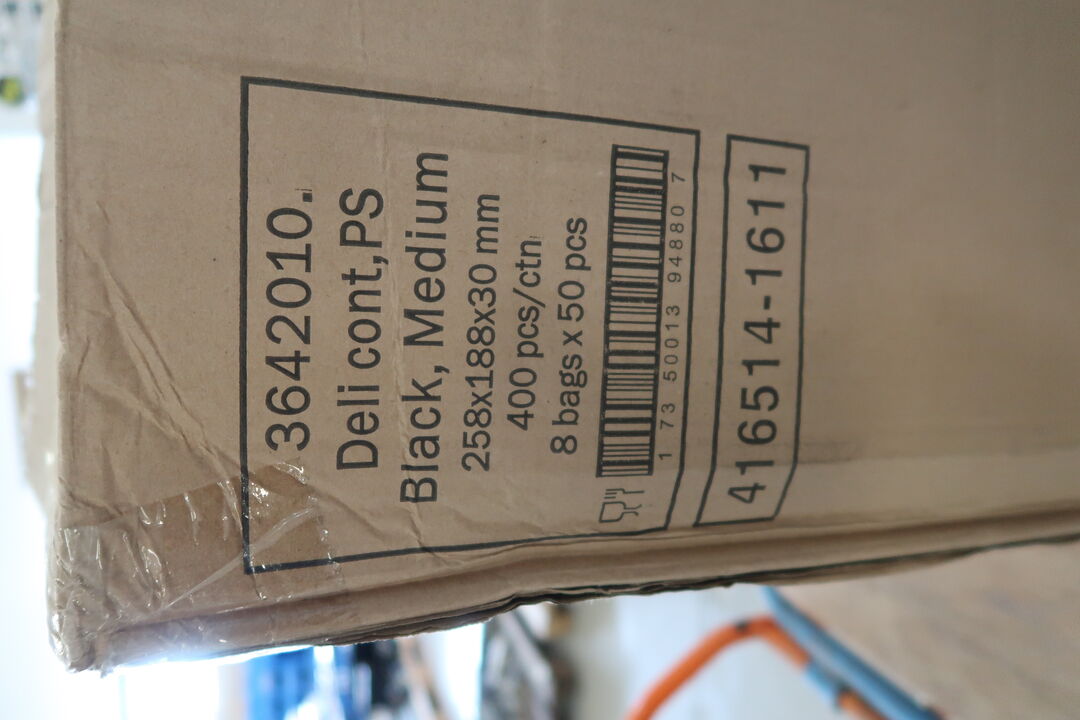 3642010.
Deli cont,PS
Black, Medium
258x188x30 mm
400 pcs/ctn
8 bags x 50 pcs
1 73 50013 94880 7
416514-1611